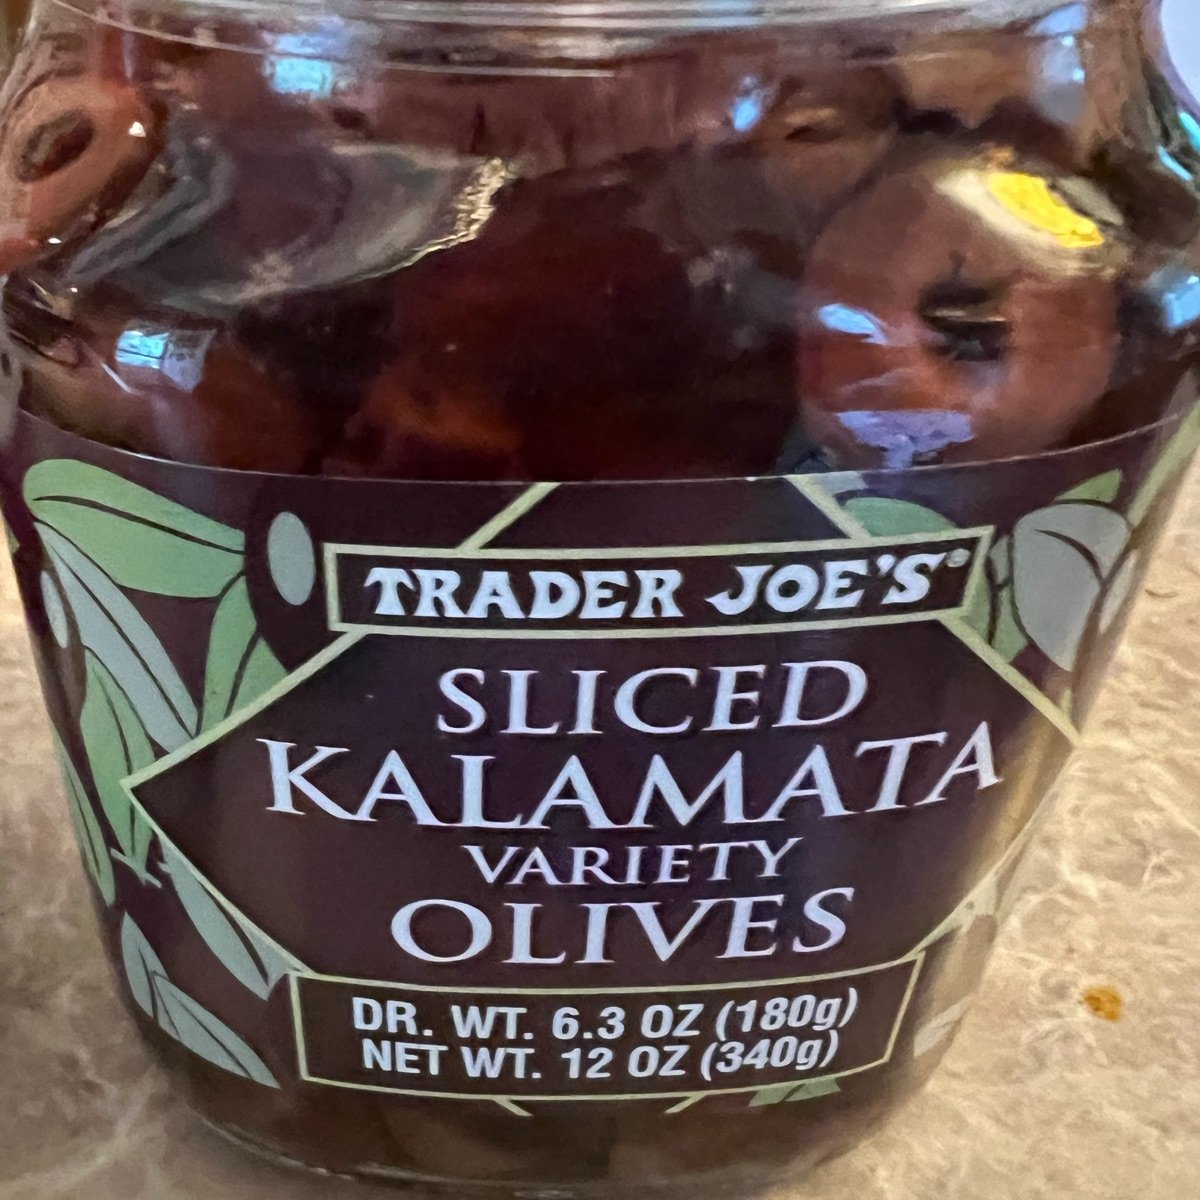 TRADER JOE'S®
SLICED
KALAMATA
VARIETY
OLIVES
DR. WT. 6.3 OZ (180g)
NET WT. 12 OZ (340g)